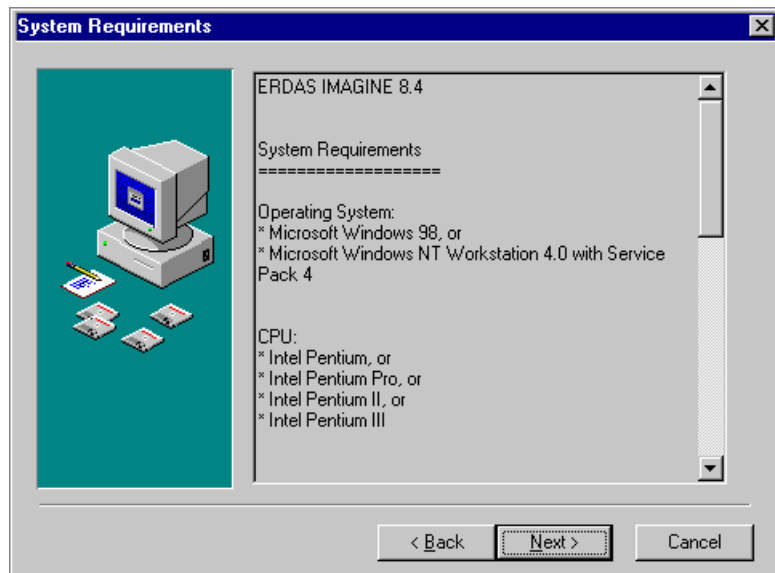 System Requirements
ERDAS IMAGINE 8.4
System Requirements
===================
Operating System:
* Microsoft Windows 98, or
* Microsoft Windows NT Workstation 4.0 with Service
Pack 4
CPU:
* Intel Pentium, or
* Intel Pentium Pro, or
* Intel Pentium II, or
* Intel Pentium III
< Back
Next >
Cancel